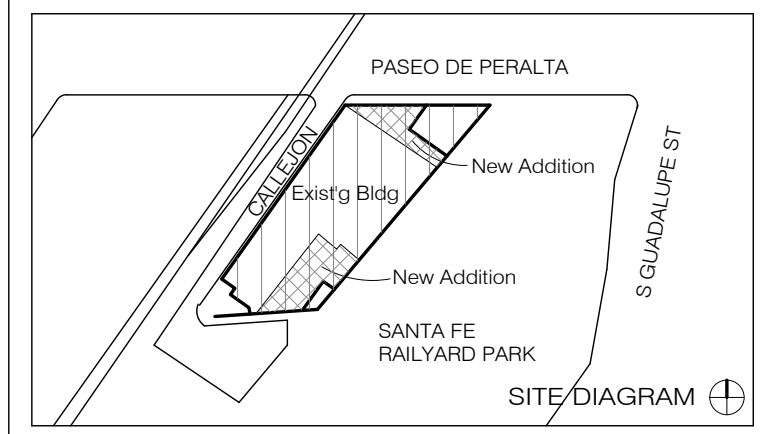 PASEO DE PERALTA
CALLEJON
New Addition
S GUADALUPE ST
Exist'g Bldg
New Addition
SANTA FE
RAILYARD PARK
SITE DIAGRAM